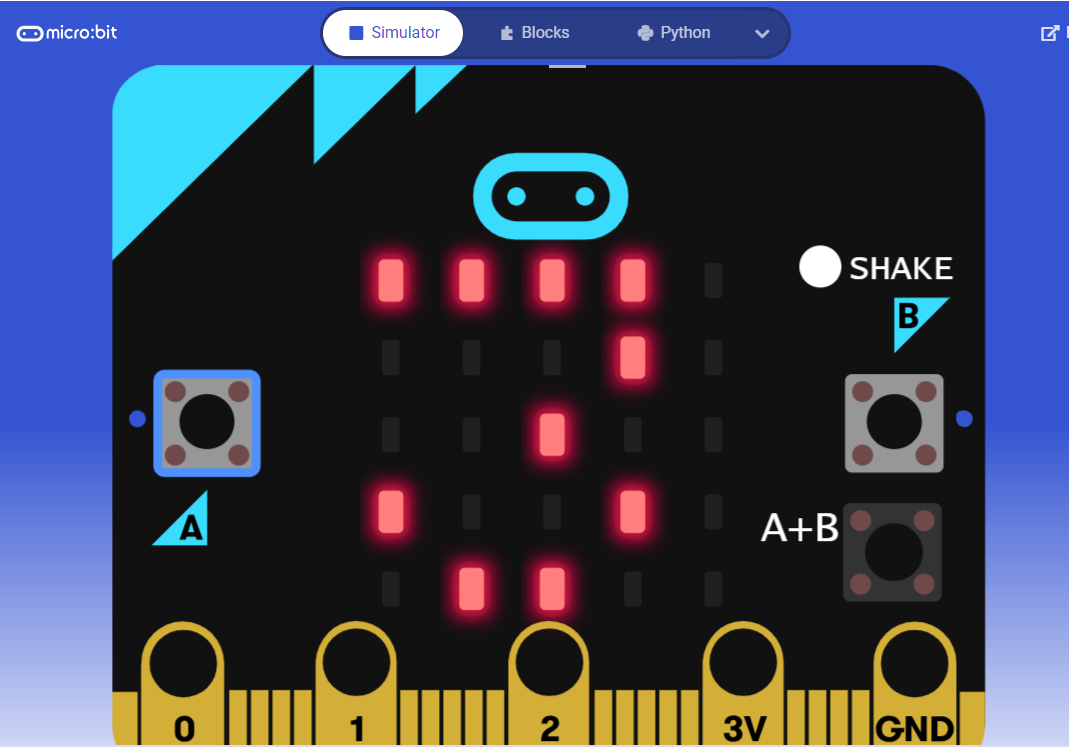 micro:bit
Simulator
Blocks
Python
SHAKE
B
A
A+B
0
1
2
3V
GND